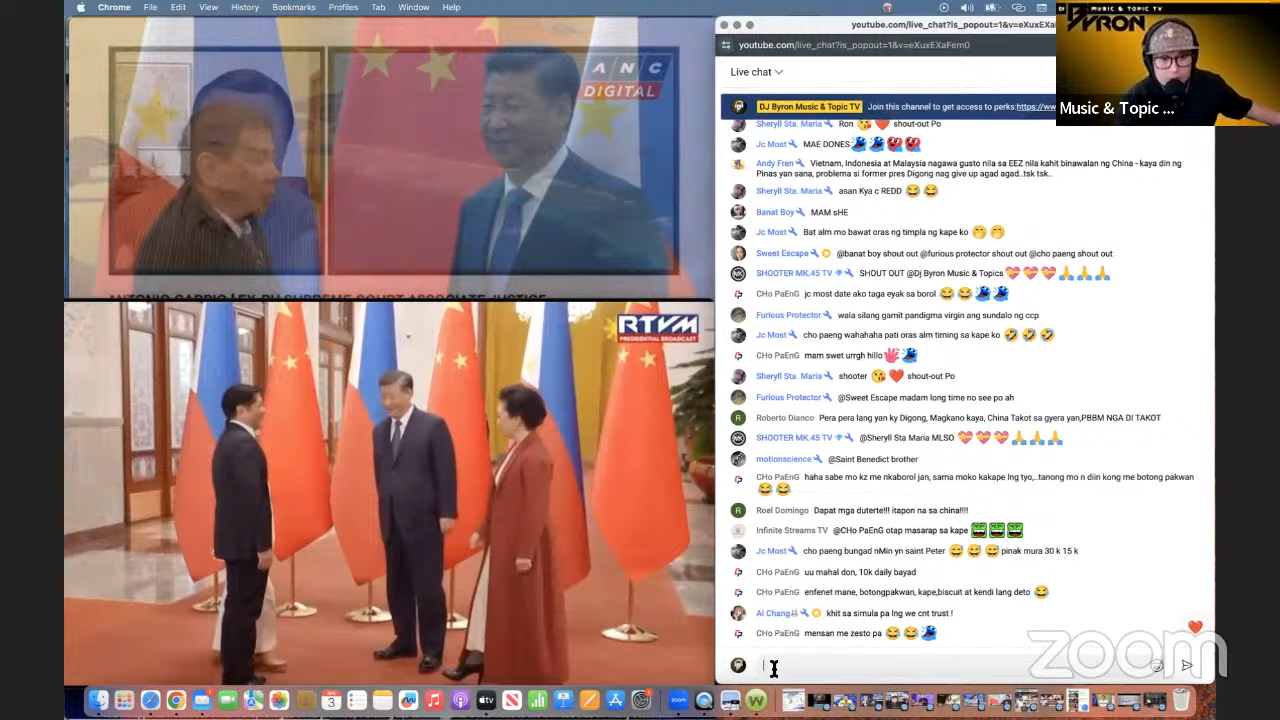 Chrome File Edit View History Bookmarks Profiles Tab Window Help
ANC
DIGITAL
RTVM
PRESIDENTIAL BROADCAST
youtube.com/live_chat?is_popout=1&v=eXuxEXa
youtube.com/live_chat?is_popout=1&v=eXuxEXaFem0
Live chat
DJ Byron Music & Topic TV Join this channel to get access to perks:https://ww
Sheryll Sta. Maria Ron 😘 ❤️ shout-out Po
Jc Most MAE DONES
Andy Fren Vietnam, Indonesia at Malaysia nagawa gusto nila sa EEZ nila kahit binawalan ng China - kaya din ng
Pinas yan sana, problema si former pres Digong nag give up agad agad..tsk tsk..
Sheryll Sta. Maria asan Kya c REDD 😂 😂
Banat Boy MAM sHE
Jc Most Bat alm mo bawat oras ng timpla ng kape ko 🤭 🤭
Sweet Escape @banat boy shout out @furious protector shout out @cho paeng shout out
SHOOTER MK.45 TV SHOUT OUT @Dj Byron Music & Topics 💝 💝 💝 🙏 🙏 🙏
CHo PaEnG jc most date ako taga eyak sa borol 😂 😂
Furious Protector wala silang gamit pandigma virgin ang sundalo ng ccp
Jc Most cho paeng wahahaha pati oras alm timing sa kape ko 🤣 🤣 🤣
CHo PaEnG mam swet urrgh hillo
Sheryll Sta. Maria shooter 😘 ❤️ shout-out Po
Furious Protector @Sweet Escape madam long time no see po ah
Roberto Dianco Pera pera lang yan ky Digong, Magkano kaya, China Takot sa gyera yan,PBBM NGA DI TAKOT
SHOOTER MK.45 TV @Sheryll Sta Maria MLSO 💝 💝 💝 🙏 🙏 🙏
motionscience @Saint Benedict brother
CHo PaEnG haha sabe mo kz me nkaborol jan, sama moko kakape lng tyo,..tanong mo n diin kong me botong pakwan
😂 😂
Roel Domingo Dapat mga duterte!!! itapon na sa china!!!!
Infinite Streams TV @CHo PaEnG otap masarap sa kape
Jc Most cho paeng bungad nMin yn saint Peter 😅 😅 😅 pinak mura 30 k 15 k
CHo PaEnG uu mahal don, 10k daily bayad
CHo PaEnG enfenet mane, botongpakwan, kape,biscuit at kendi lang deto 😂
Ai Chang khit sa simula pa lng we cnt trust !
CHo PaEnG mensan me zesto pa 😂 😂
MUSIC & TOPIC TV
BYRON
Music & Topic ...
zoom